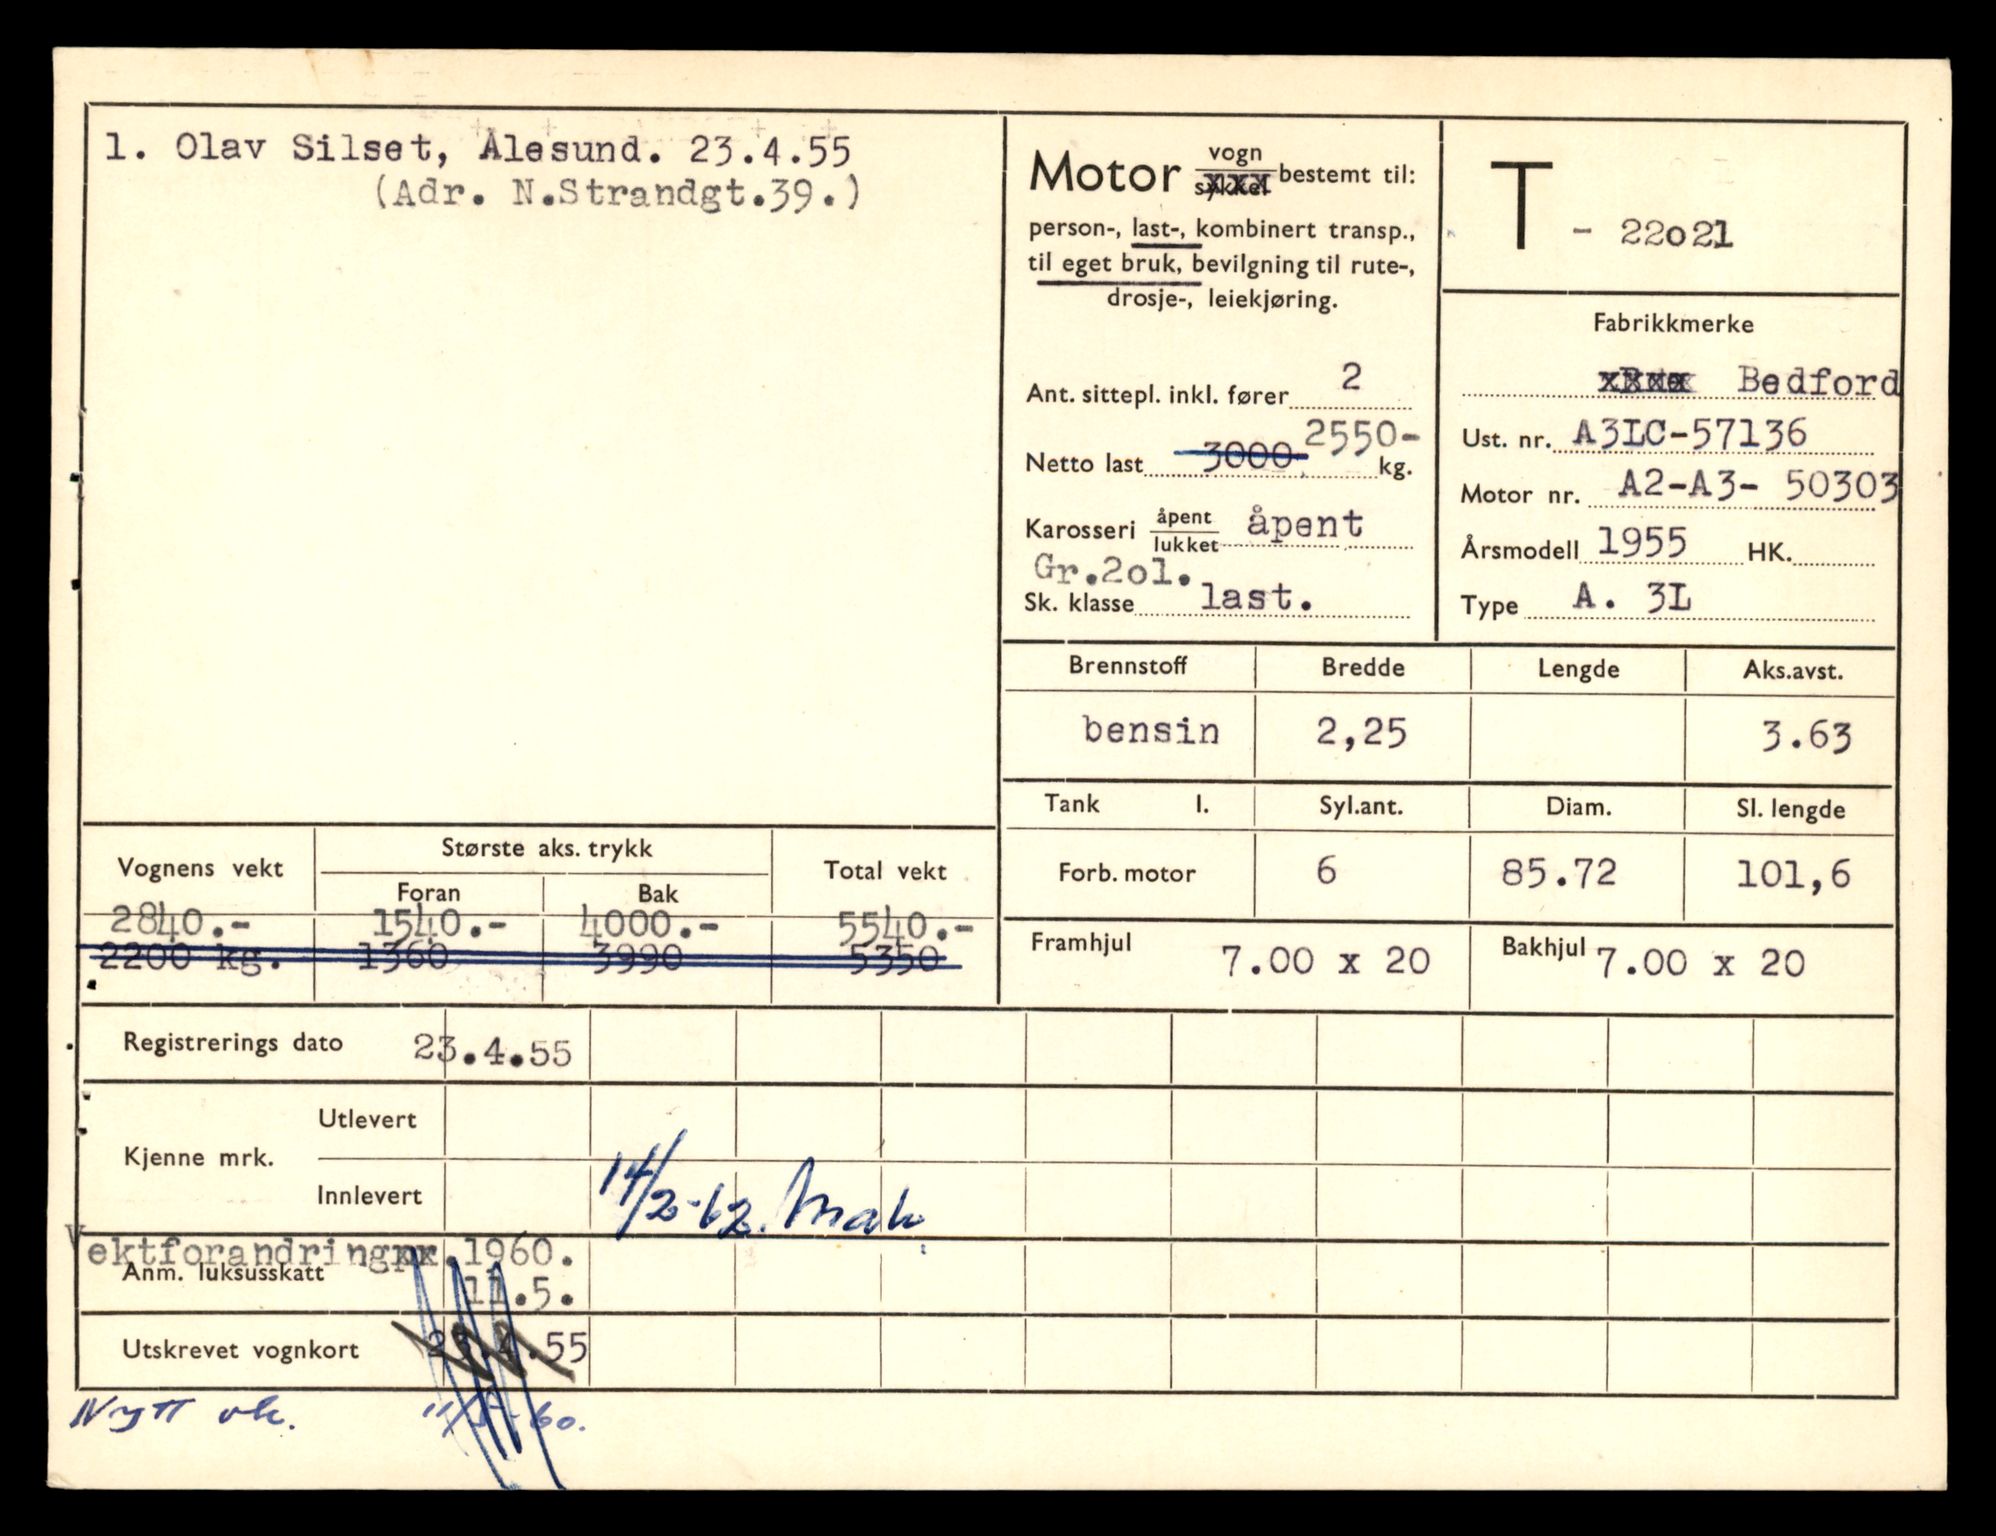 1. Olav Silset, Ålesund. 23.4.55
(Adr. N.Strandgt.39.)
Motor vogn sykkel bestemt til:
person-, last-, kombinert transp.,
til eget bruk, bevilgning til rute-,
drosje-, leiekjøring.
T - 22o21
Fabrikkmerke
Bedford
Ant. sittepl. inkl. fører 2
2550-
Netto last 3000 kg.
Karosseri åpent lukket åpent
Gr.2ol.
Sk. klasse last.
Ust. nr. A3LC-57136
Motor nr. A2-A3- 50303
Årsmodell 1955 HK.
Type A. 3L
Brennstoff Bredde Lengde Aks.avst.
bensin 2,25 3.63
Tank l. Syl.ant. Diam. Sl. lengde
Forb. motor 6 85.72 101,6
Framhjul 7.00 x 20 Bakhjul 7.00 x 20
Vognens vekt Største aks. trykk Total vekt
Foran Bak
2840.- 1540.- 4000.- 5540.-
2200 kg. 1360 3990 5350
Registrerings dato 23.4.55
Kjenne mrk. Utlevert
Innlevert 14/2-62.
Vektforandring .1960.
Anm. luksusskatt 11.5.
Utskrevet vognkort 23.4.55
Nytt vk. 11/5-60.